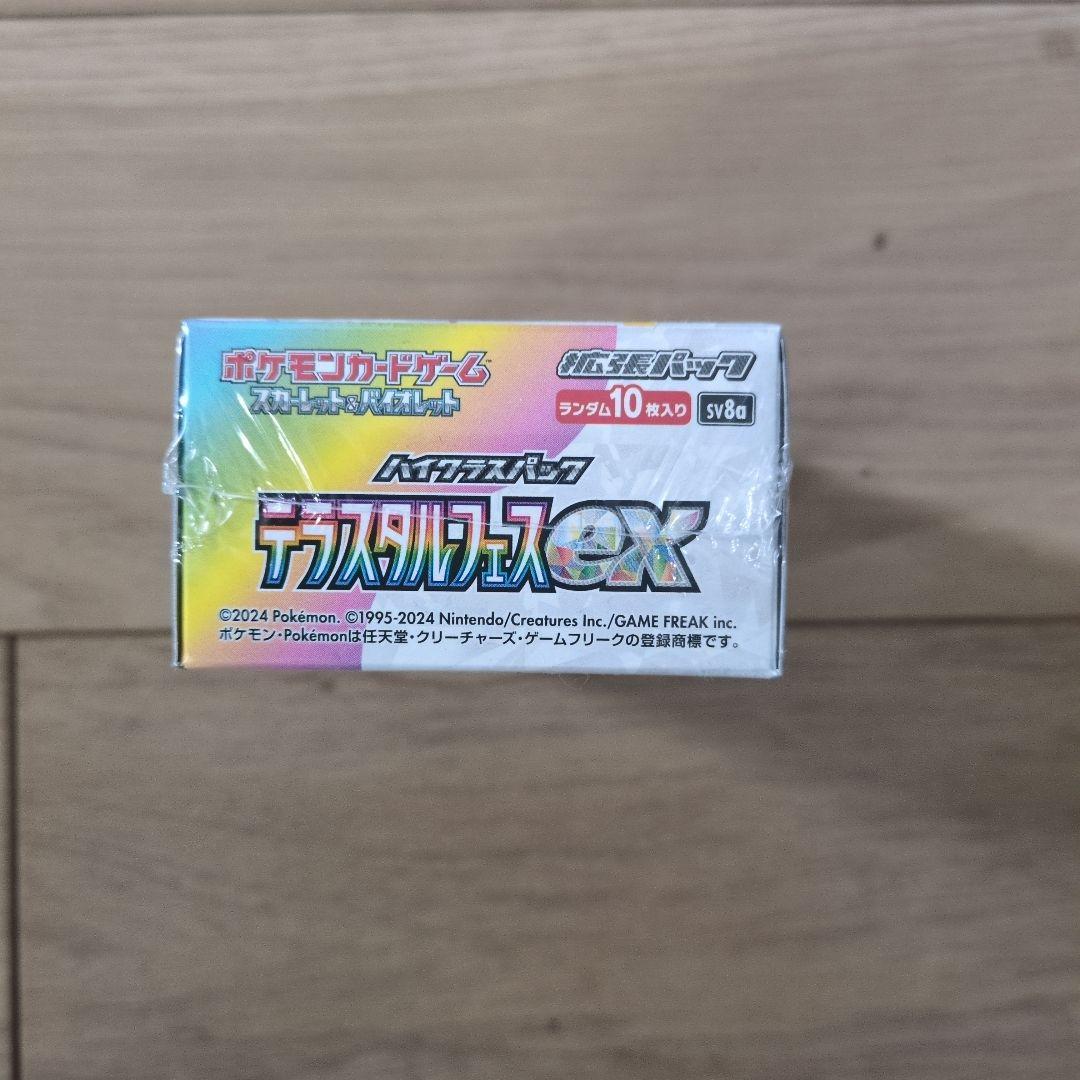 ポケモンカードゲーム™
スカーレット&バイオレット
拡張パック
ランダム10枚入り SV8a
ハイクラスパック
テラスタル・フェスex
©2024 Pokémon. ©1995-2024 Nintendo/Creatures Inc./GAME FREAK inc.
ポケモン・Pokémonは任天堂・クリーチャーズ・ゲームフリークの登録商標です。